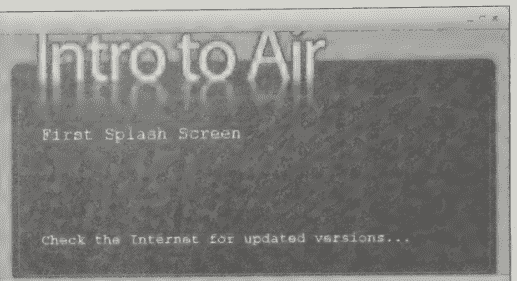 Intro to Air
First Splash Screen
Check the Internet for updated versions...